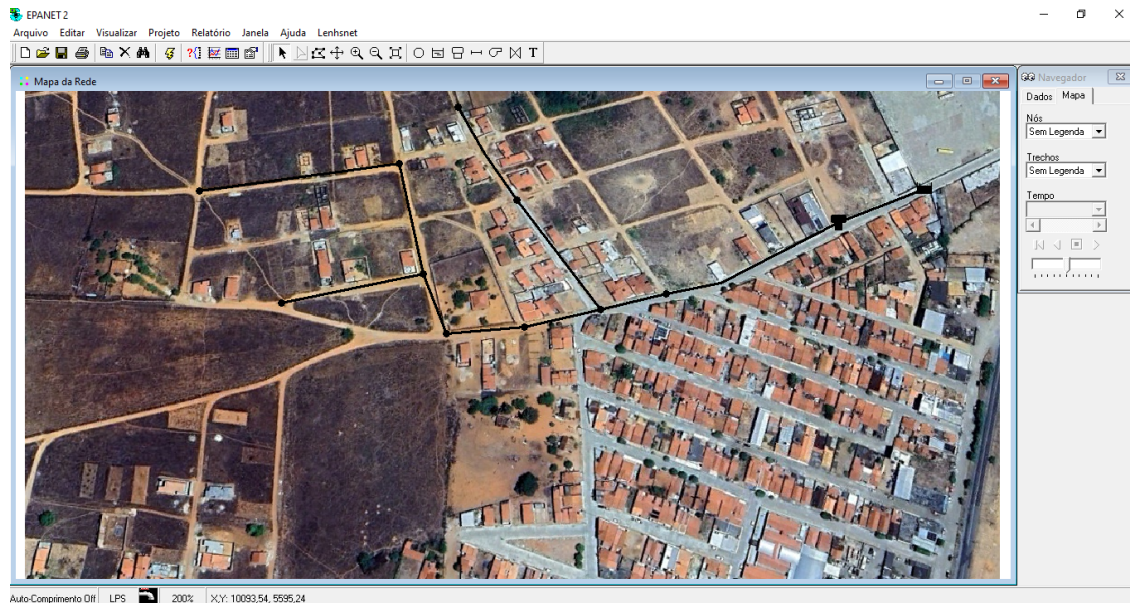 EPANET 2
Arquivo Editar Visualizar Projeto Relatório Janela Ajuda Lenhsnet
T
Mapa da Rede
Navegador
Dados Mapa
Nós
Sem Legenda
Trechos
Sem Legenda
Tempo
Auto-Comprimento Off LPS 200% X,Y: 10093,54, 5595,24